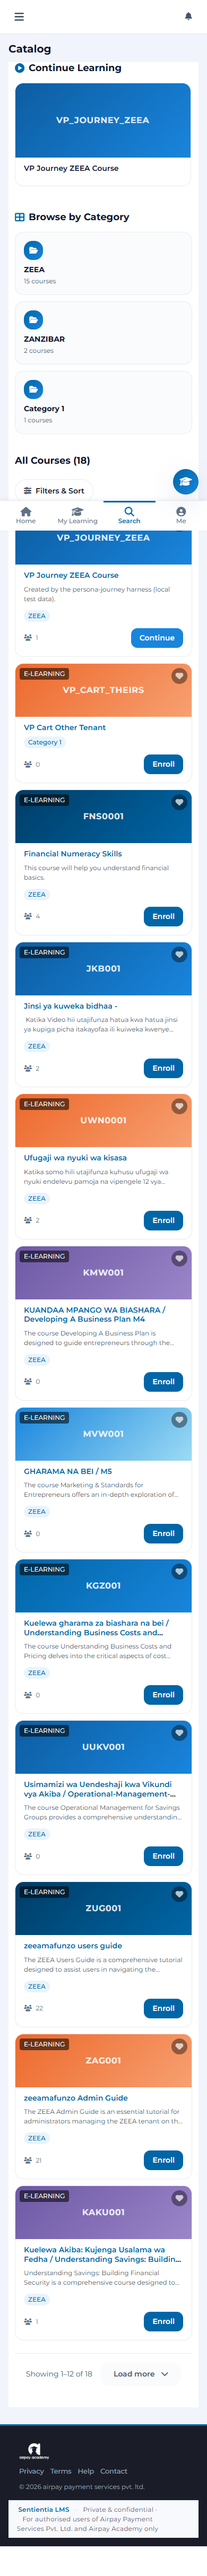 Catalog
Continue Learning
VP_JOURNEY_ZEEA
VP Journey ZEEA Course
Browse by Category
ZEEA
15 courses
ZANZIBAR
2 courses
Category 1
1 courses
All Courses (18)
Filters & Sort
Home
My Learning
Search
Me
VP_JOURNEY_ZEEA
VP Journey ZEEA Course
Created by the persona-journey harness (local
test data).
ZEEA
1
Continue
E-LEARNING
VP_CART_THEIRS
VP Cart Other Tenant
Category 1
0
Enroll
E-LEARNING
FNS0001
Financial Numeracy Skills
This course will help you understand financial
basics.
ZEEA
4
Enroll
E-LEARNING
JKB001
Jinsi ya kuweka bidhaa -
Katika Video hii utajifunza hatua kwa hatua jinsi
ya kupiga picha itakayofaa ili kuiweka kwenye...
ZEEA
2
Enroll
E-LEARNING
UWN0001
Ufugaji wa nyuki wa kisasa
Katika somo hili utajifunza kuhusu ufugaji wa
nyuki endelevu pamoja na vipengele 12 vya...
ZEEA
2
Enroll
E-LEARNING
KMW001
KUANDAA MPANGO WA BIASHARA /
Developing A Business Plan M4
The course Developing A Business Plan is
designed to guide entrepreneurs through the...
ZEEA
0
Enroll
E-LEARNING
MVW001
GHARAMA NA BEI / M5
The course Marketing & Standards for
Entrepreneurs offers an in-depth exploration of...
ZEEA
0
Enroll
E-LEARNING
KGZ001
Kuelewa gharama za biashara na bei /
Understanding Business Costs and...
The course Understanding Business Costs and
Pricing delves into the critical aspects of cost...
ZEEA
0
Enroll
E-LEARNING
UUKV001
Usimamizi wa Uendeshaji kwa Vikundi
vya Akiba / Operational-Management-...
The course Operational Management for Savings
Groups provides a comprehensive understandin...
ZEEA
0
Enroll
E-LEARNING
ZUG001
zeeamafunzo users guide
The ZEEA Users Guide is a comprehensive tutorial
designed to assist users in navigating the...
ZEEA
22
Enroll
E-LEARNING
ZAG001
zeeamafunzo Admin Guide
The ZEEA Admin Guide is an essential tutorial for
administrators managing the ZEEA tenant on th...
ZEEA
21
Enroll
E-LEARNING
KAKU001
Kuelewa Akiba: Kujenga Usalama wa
Fedha / Understanding Savings: Buildin...
Understanding Savings: Building Financial
Security is a comprehensive course designed to...
ZEEA
1
Enroll
Showing 1–12 of 18
Load more
airpay academy
Privacy Terms Help Contact
© 2026 airpay payment services pvt. ltd.
Sentientia LMS · Private & confidential ·
For authorised users of Airpay Payment
Services Pvt. Ltd. and Airpay Academy only